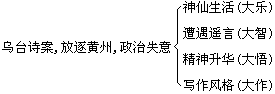 神仙生活(大乐)
遭遇谣言(大智)
乌台诗案,放逐黄州,政治失意
精神升华(大悟)
写作风格(大作)